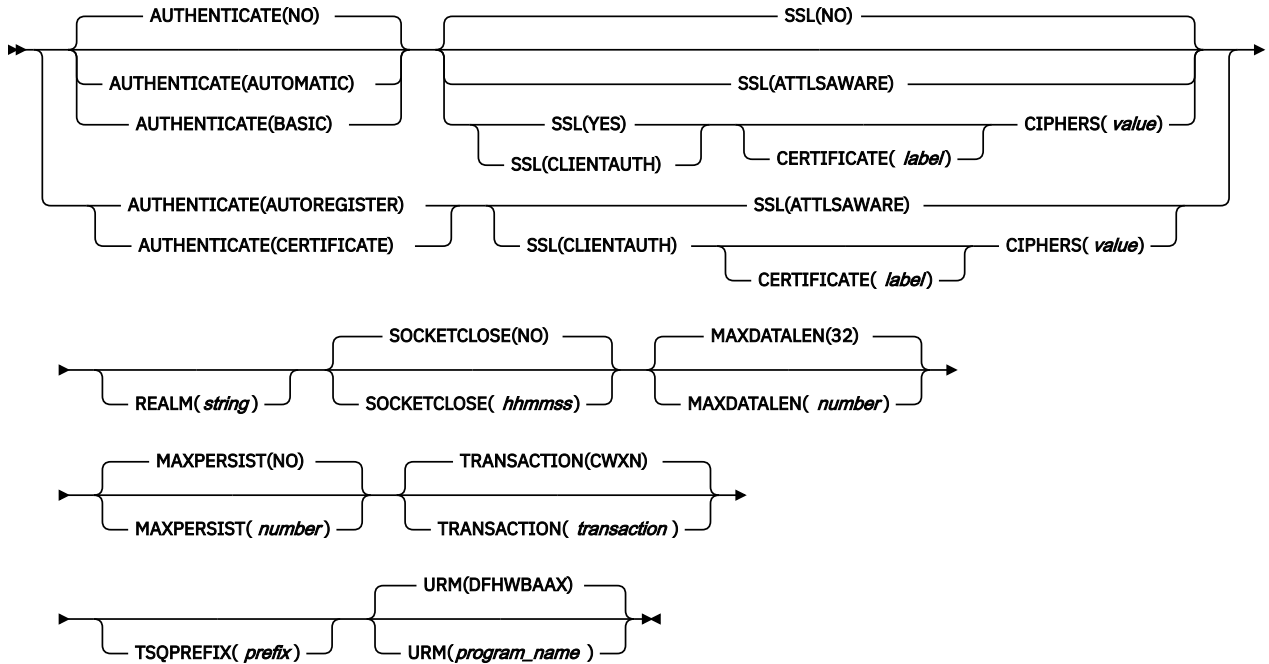 AUTHENTICATE(NO) SSL(NO)
AUTHENTICATE(AUTOMATIC) SSL(ATTLSAWARE)
AUTHENTICATE(BASIC) SSL(YES) CIPHERS( value)
SSL(CLIENTAUTH) CERTIFICATE( label)
AUTHENTICATE(AUTOREGISTER) SSL(ATTLSAWARE)
AUTHENTICATE(CERTIFICATE) SSL(CLIENTAUTH) CIPHERS( value)
CERTIFICATE( label)
SOCKETCLOSE(NO) MAXDATALEN(32)
REALM( string ) SOCKETCLOSE( hhmmss) MAXDATALEN( number)
MAXPERSIST(NO) TRANSACTION(CWXN)
MAXPERSIST( number) TRANSACTION( transaction )
URM(DFHWBAAX)
TSQPREFIX( prefix ) URM(program_name )